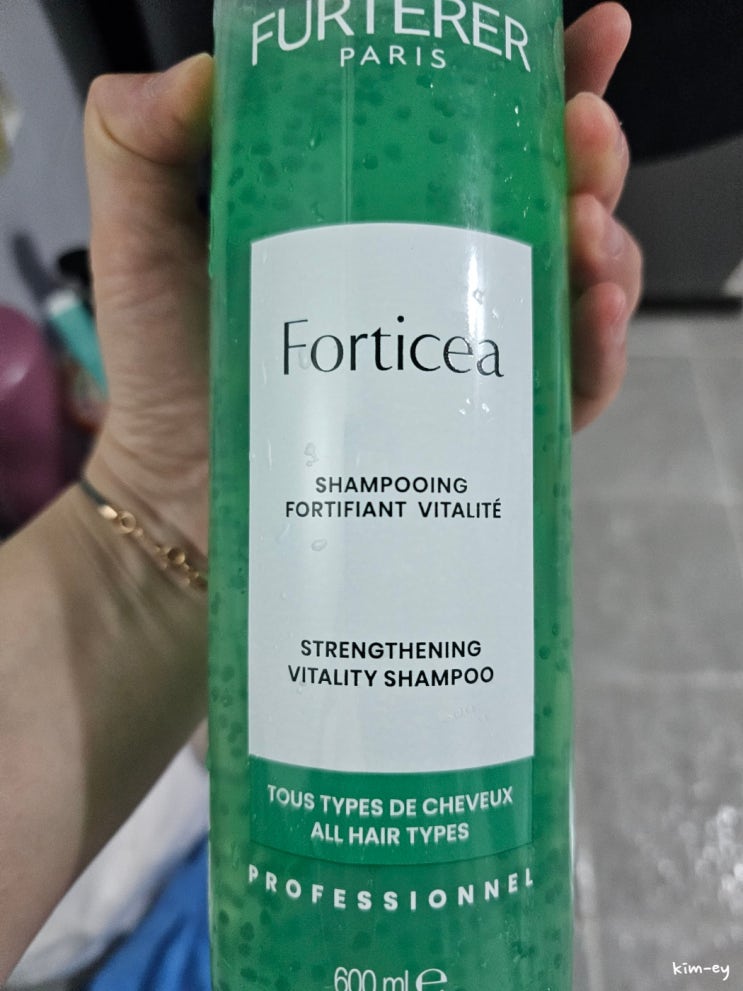 FURTERER
PARIS
Forticea
SHAMPOOING
FORTIFIANT VITALITÉ
STRENGTHENING
VITALITY SHAMPOO
TOUS TYPES DE CHEVEUX
ALL HAIR TYPES
PROFESSIONNEL
600 ml e
kim-ey